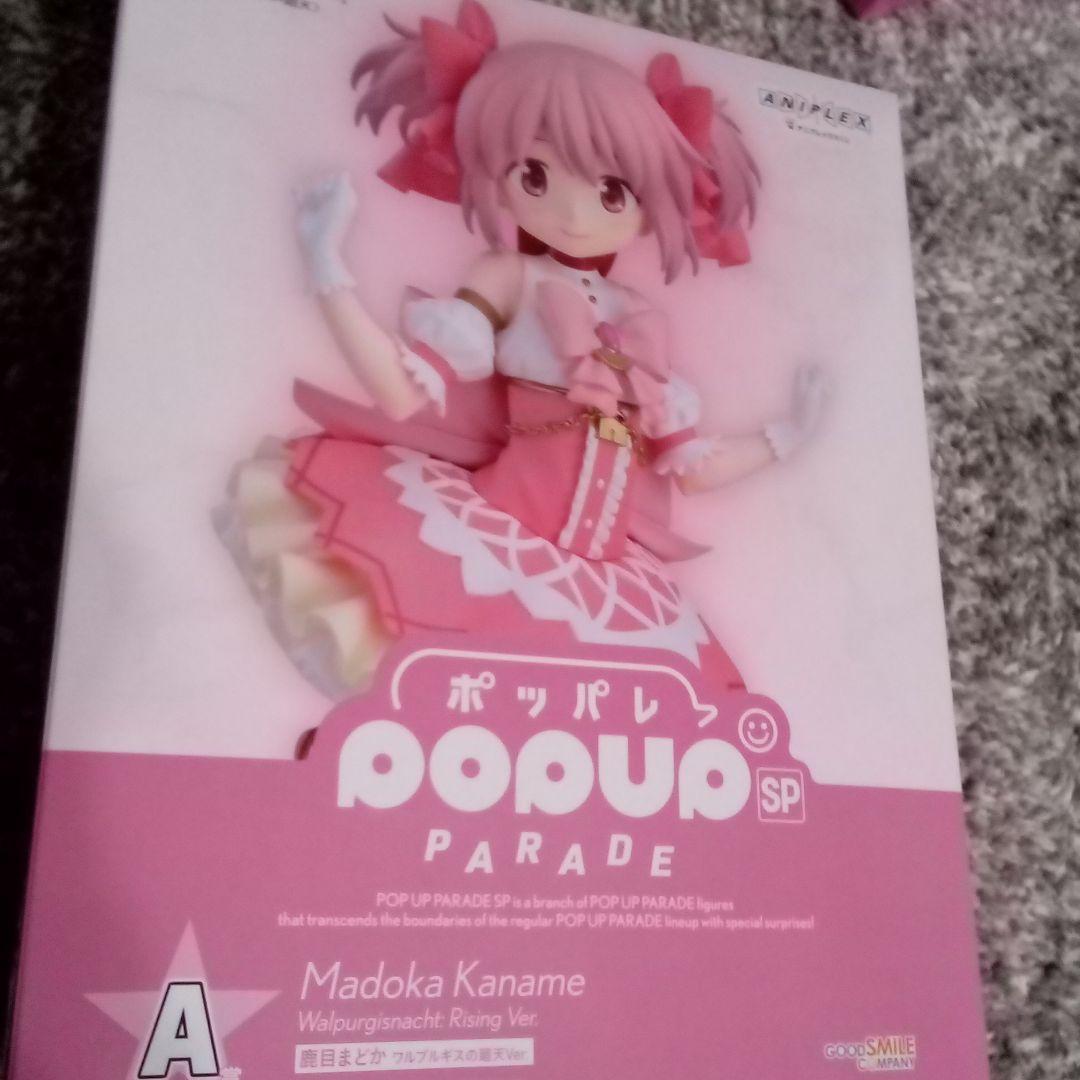 ANIPLEX
ポッパレ
POPUP
SP
PARADE
POP UP PARADE SP is a branch of POP UP PARADE figures
that transcends the boundaries of the regular POP UP PARADE lineup with special surprises!
A
Madoka Kaname
Walpurgisnacht: Rising Ver.
鹿目まどか ワルプルギスの廻天Ver.
GOOD SMILE
COMPANY